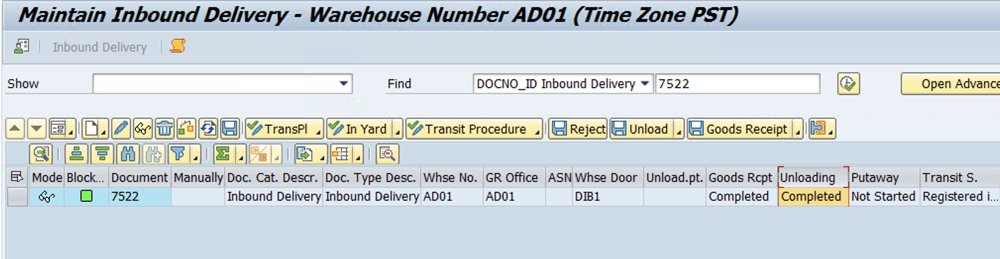 Maintain Inbound Delivery - Warehouse Number AD01 (Time Zone PST)
Inbound Delivery
Show Find DOCNO_ID Inbound Delivery 7522 Open Advance
TransPl In Yard Transit Procedure Reject Unload Goods Receipt
Mode Block... Document Manually Doc. Cat. Descr. Doc. Type Desc. Whse No. GR Office ASN Whse Door Unload.pt. Goods Rcpt Unloading Putaway Transit S.
7522 Inbound Delivery Inbound Delivery AD01 AD01 DIB1 Completed Completed Not Started Registered i...